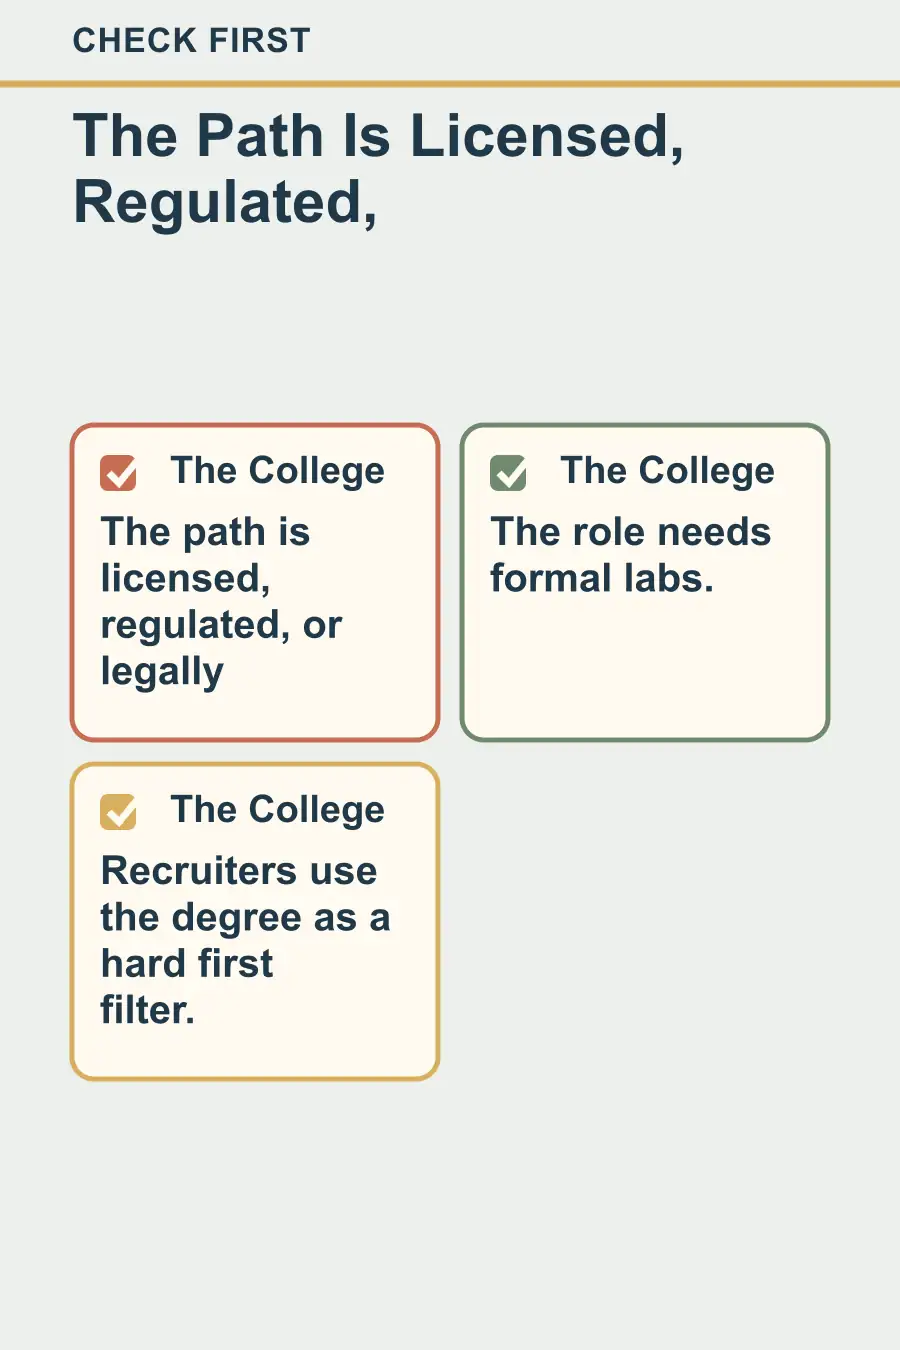 CHECK FIRST
The Path Is Licensed,
Regulated,
The College
The path is
licensed,
regulated, or
legally
The College
The role needs
formal labs.
The College
Recruiters use
the degree as a
hard first
filter.